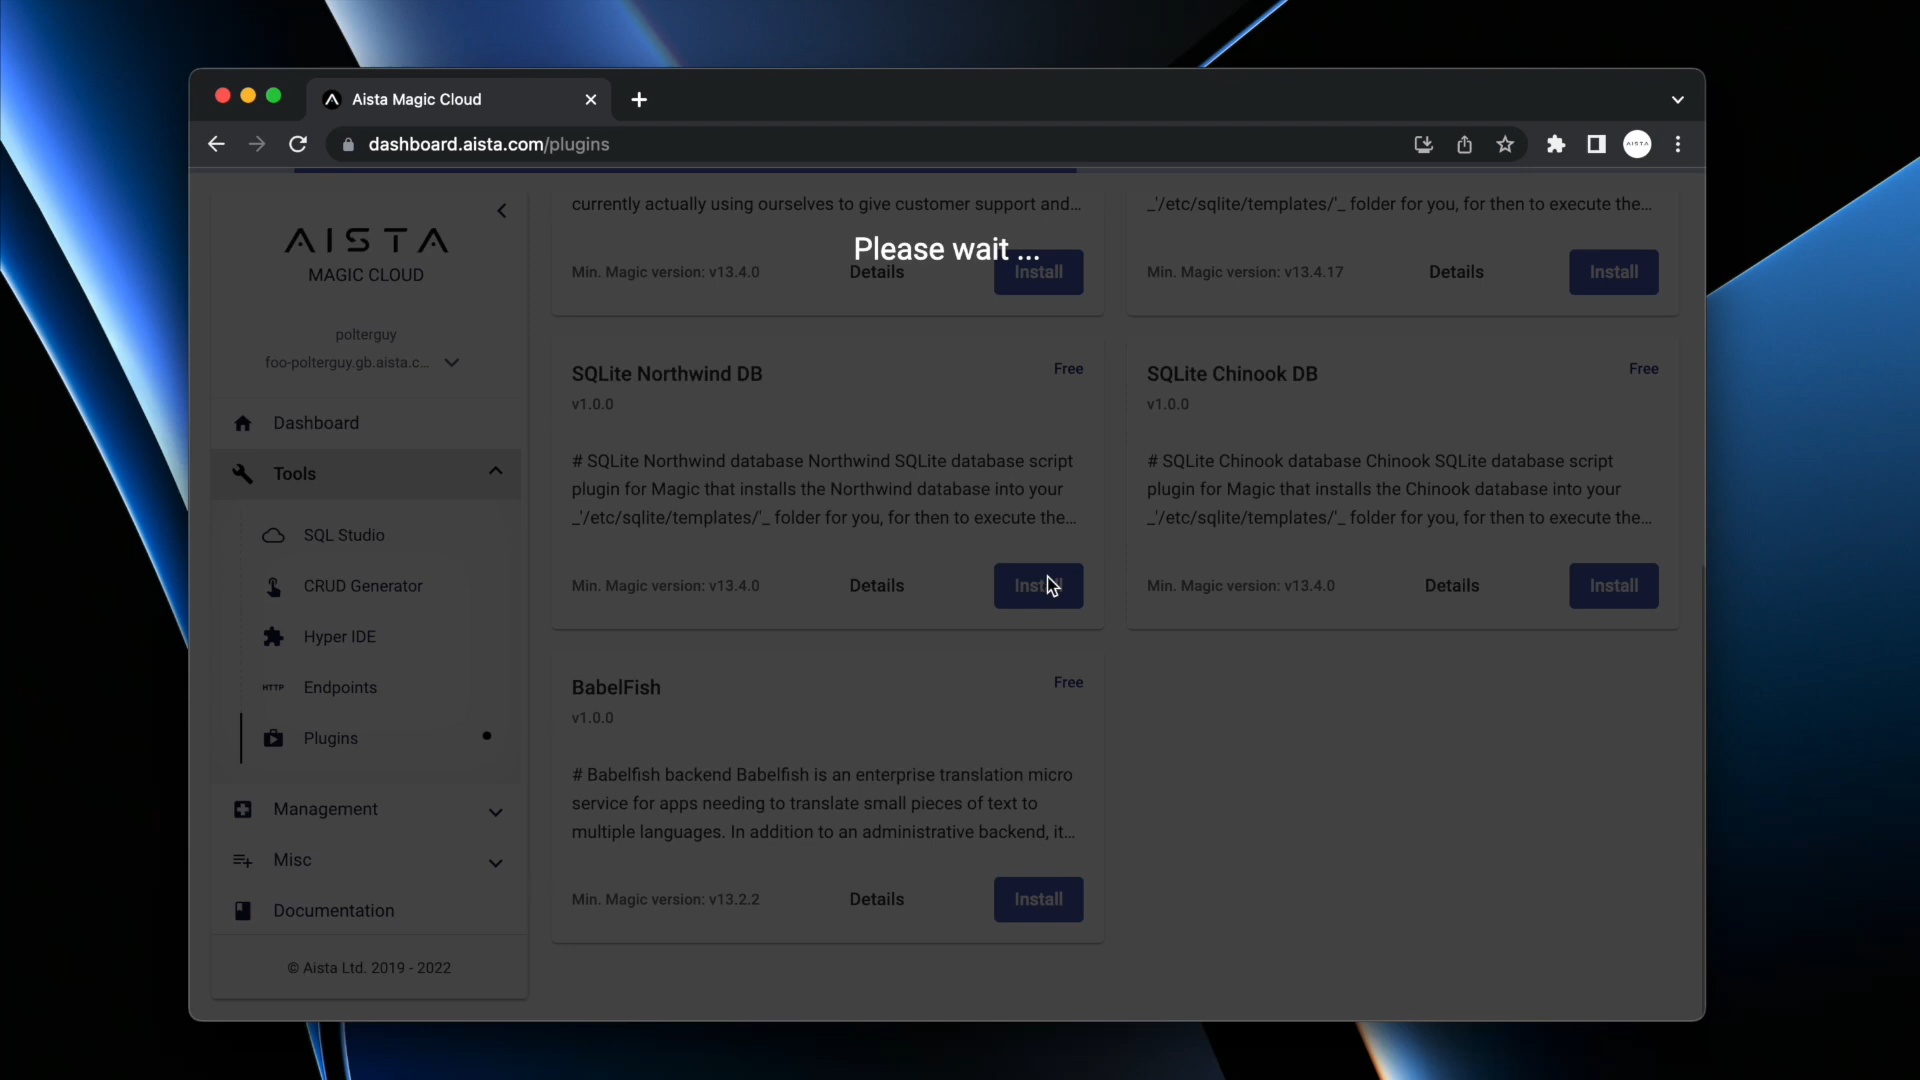 Aista Magic Cloud
dashboard.aista.com/plugins
AISTA
AISTA
MAGIC CLOUD
polterguy
foo-polterguy.gb.aista.c...
Dashboard
Tools
SQL Studio
CRUD Generator
Hyper IDE
HTTP Endpoints
Plugins
Management
Misc
Documentation
© Aista Ltd. 2019 - 2022
Please wait ...
currently actually using ourselves to give customer support and...
Min. Magic version: v13.4.0
Details
Install
_'/etc/sqlite/templates/'_ folder for you, for then to execute the...
Min. Magic version: v13.4.17
Details
Install
SQLite Northwind DB
Free
v1.0.0
# SQLite Northwind database Northwind SQLite database script
plugin for Magic that installs the Northwind database into your
_'/etc/sqlite/templates/'_ folder for you, for then to execute the...
Min. Magic version: v13.4.0
Details
Install
SQLite Chinook DB
Free
v1.0.0
# SQLite Chinook database Chinook SQLite database script
plugin for Magic that installs the Chinook database into your
_'/etc/sqlite/templates/'_ folder for you, for then to execute the...
Min. Magic version: v13.4.0
Details
Install
BabelFish
Free
v1.0.0
# Babelfish backend Babelfish is an enterprise translation micro
service for apps needing to translate small pieces of text to
multiple languages. In addition to an administrative backend, it...
Min. Magic version: v13.2.2
Details
Install